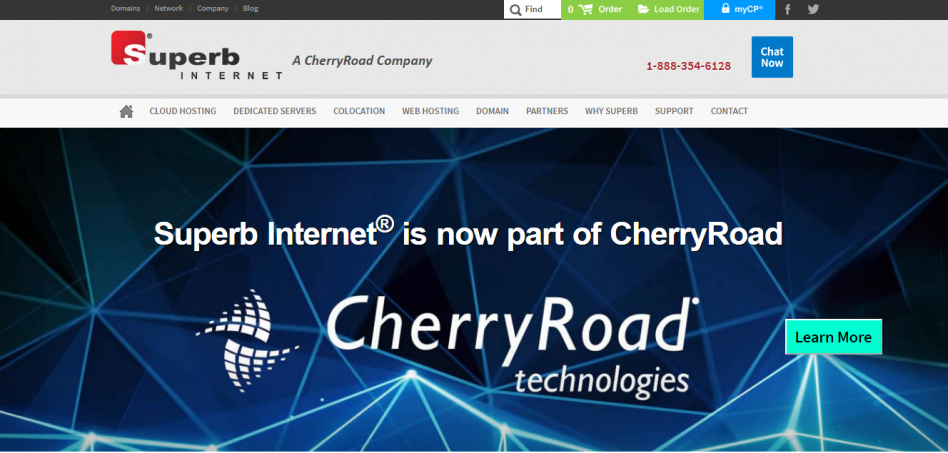 Domains | Network | Company | Blog
Find
0 Order
Load Order
myCP®
Superb®
INTERNET
A CherryRoad Company
1-888-354-6128
Chat
Now
CLOUD HOSTING DEDICATED SERVERS COLOCATION WEB HOSTING DOMAIN PARTNERS WHY SUPERB SUPPORT CONTACT
Superb Internet® is now part of CherryRoad
CherryRoad
technologies
Learn More